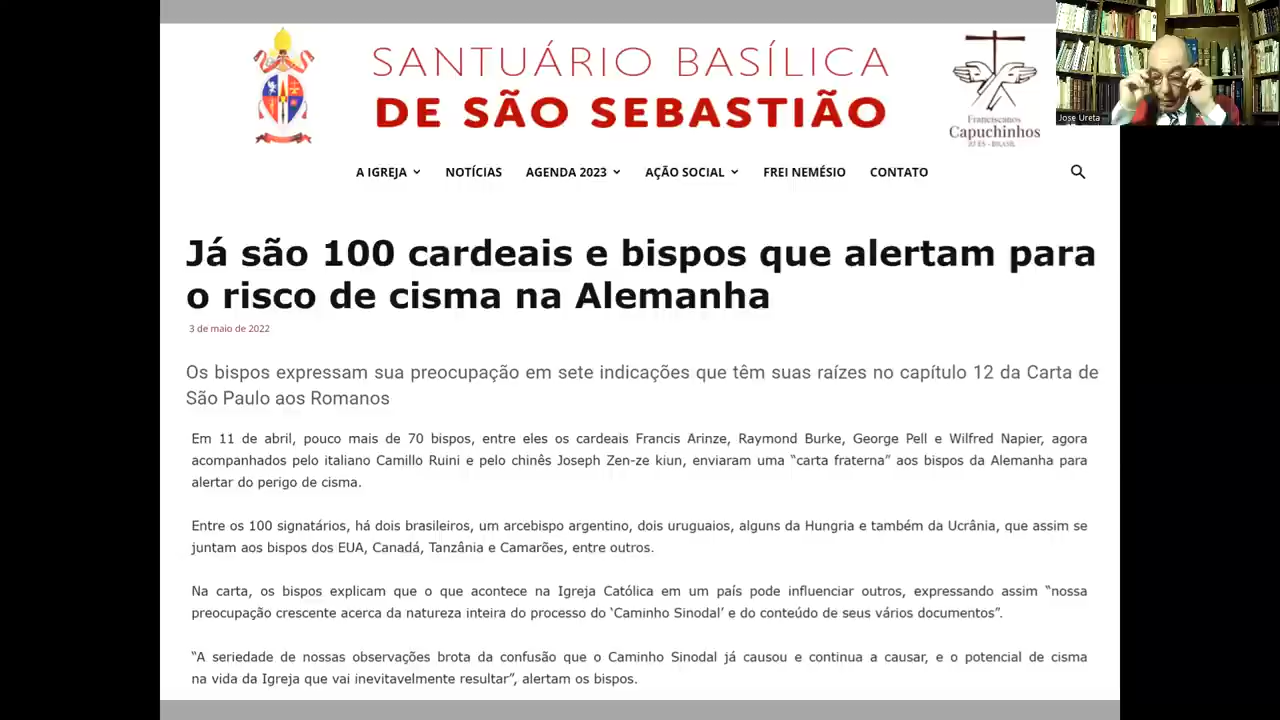 SANTUÁRIO BASÍLICA
DE SÃO SEBASTIÃO
Franciscanos
Capuchinhos
RJ ES - BRASIL
Jose Ureta
A IGREJA
NOTÍCIAS
AGENDA 2023
AÇÃO SOCIAL
FREI NEMÉSIO
CONTATO
Já são 100 cardeais e bispos que alertam para
o risco de cisma na Alemanha
3 de maio de 2022
Os bispos expressam sua preocupação em sete indicações que têm suas raízes no capítulo 12 da Carta de
São Paulo aos Romanos
Em 11 de abril, pouco mais de 70 bispos, entre eles os cardeais Francis Arinze, Raymond Burke, George Pell e Wilfred Napier, agora
acompanhados pelo italiano Camillo Ruini e pelo chinês Joseph Zen-ze kiun, enviaram uma “carta fraterna” aos bispos da Alemanha para
alertar do perigo de cisma.
Entre os 100 signatários, há dois brasileiros, um arcebispo argentino, dois uruguaios, alguns da Hungria e também da Ucrânia, que assim se
juntam aos bispos dos EUA, Canadá, Tanzânia e Camarões, entre outros.
Na carta, os bispos explicam que o que acontece na Igreja Católica em um país pode influenciar outros, expressando assim “nossa
preocupação crescente acerca da natureza inteira do processo do ‘Caminho Sinodal’ e do conteúdo de seus vários documentos”.
“A seriedade de nossas observações brota da confusão que o Caminho Sinodal já causou e continua a causar, e o potencial de cisma
na vida da Igreja que vai inevitavelmente resultar”, alertam os bispos.